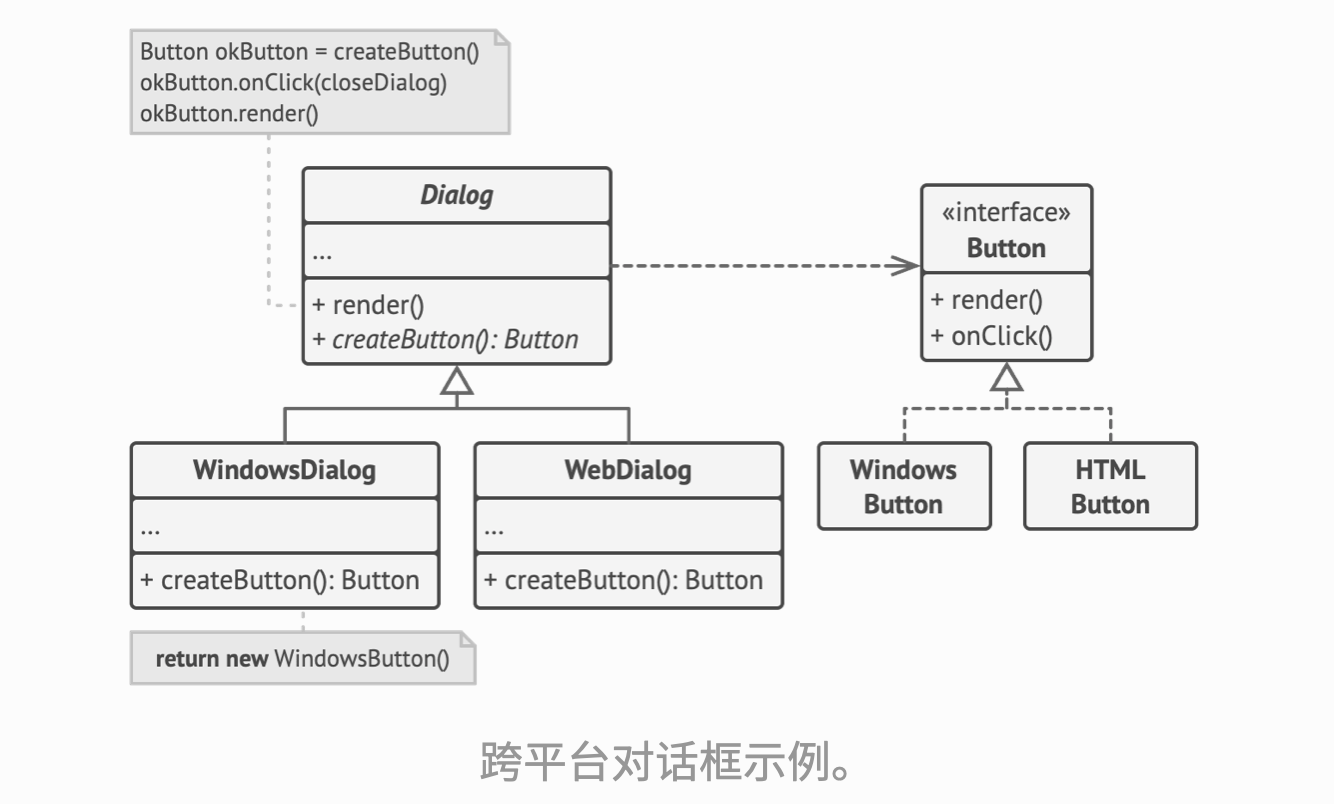 Button okButton = createButton()
okButton.onClick(closeDialog)
okButton.render()
Dialog
...
+ render()
+ createButton(): Button
«interface»
Button
+ render()
+ onClick()
WindowsDialog
...
+ createButton(): Button
WebDialog
...
+ createButton(): Button
Windows
Button
HTML
Button
return new WindowsButton()
跨平台对话框示例。